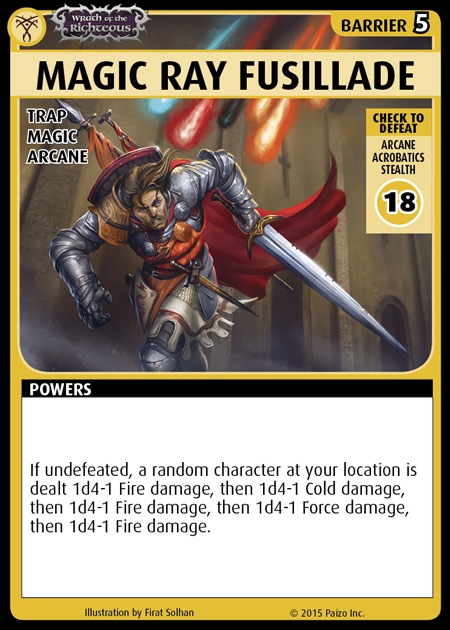 WRATH of the
RIGHTEOUS
BARRIER 5
MAGIC RAY FUSILLADE
TRAP
MAGIC
ARCANE
CHECK TO
DEFEAT
ARCANE
ACROBATICS
STEALTH
18
POWERS
If undefeated, a random character at your location is
dealt 1d4-1 Fire damage, then 1d4-1 Cold damage,
then 1d4-1 Fire damage, then 1d4-1 Force damage,
then 1d4-1 Fire damage.
Illustration by Firat Solhan
© 2015 Paizo Inc.